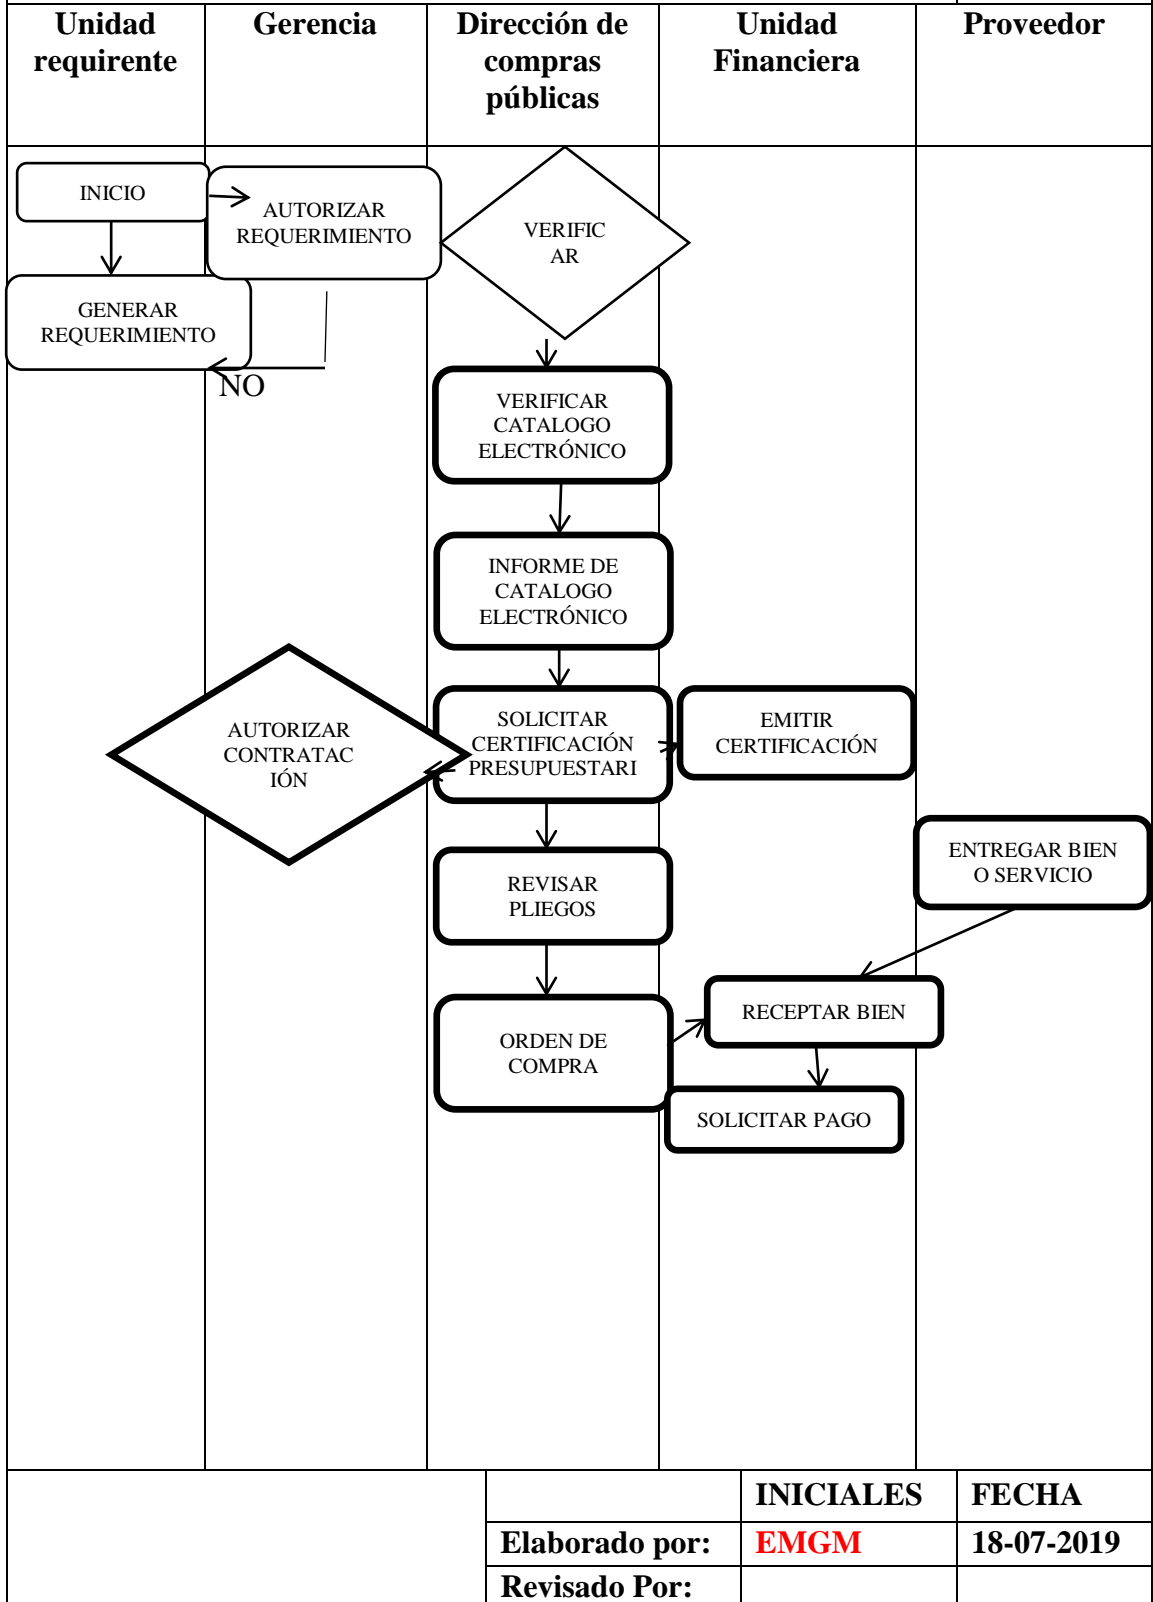 Unidad
requirente
Gerencia
Dirección de
compras
públicas
Unidad
Financiera
Proveedor
INICIO
AUTORIZAR
REQUERIMIENTO
VERIFIC
AR
GENERAR
REQUERIMIENTO
NO
VERIFICAR
CATALOGO
ELECTRÓNICO
INFORME DE
CATALOGO
ELECTRÓNICO
AUTORIZAR
CONTRATAC
IÓN
SOLICITAR
CERTIFICACIÓN
PRESUPUESTARI
EMITIR
CERTIFICACIÓN
ENTREGAR BIEN
O SERVICIO
REVISAR
PLIEGOS
RECEPTAR BIEN
ORDEN DE
COMPRA
SOLICITAR PAGO
INICIALES FECHA
Elaborado por: EMGM 18-07-2019
Revisado Por: